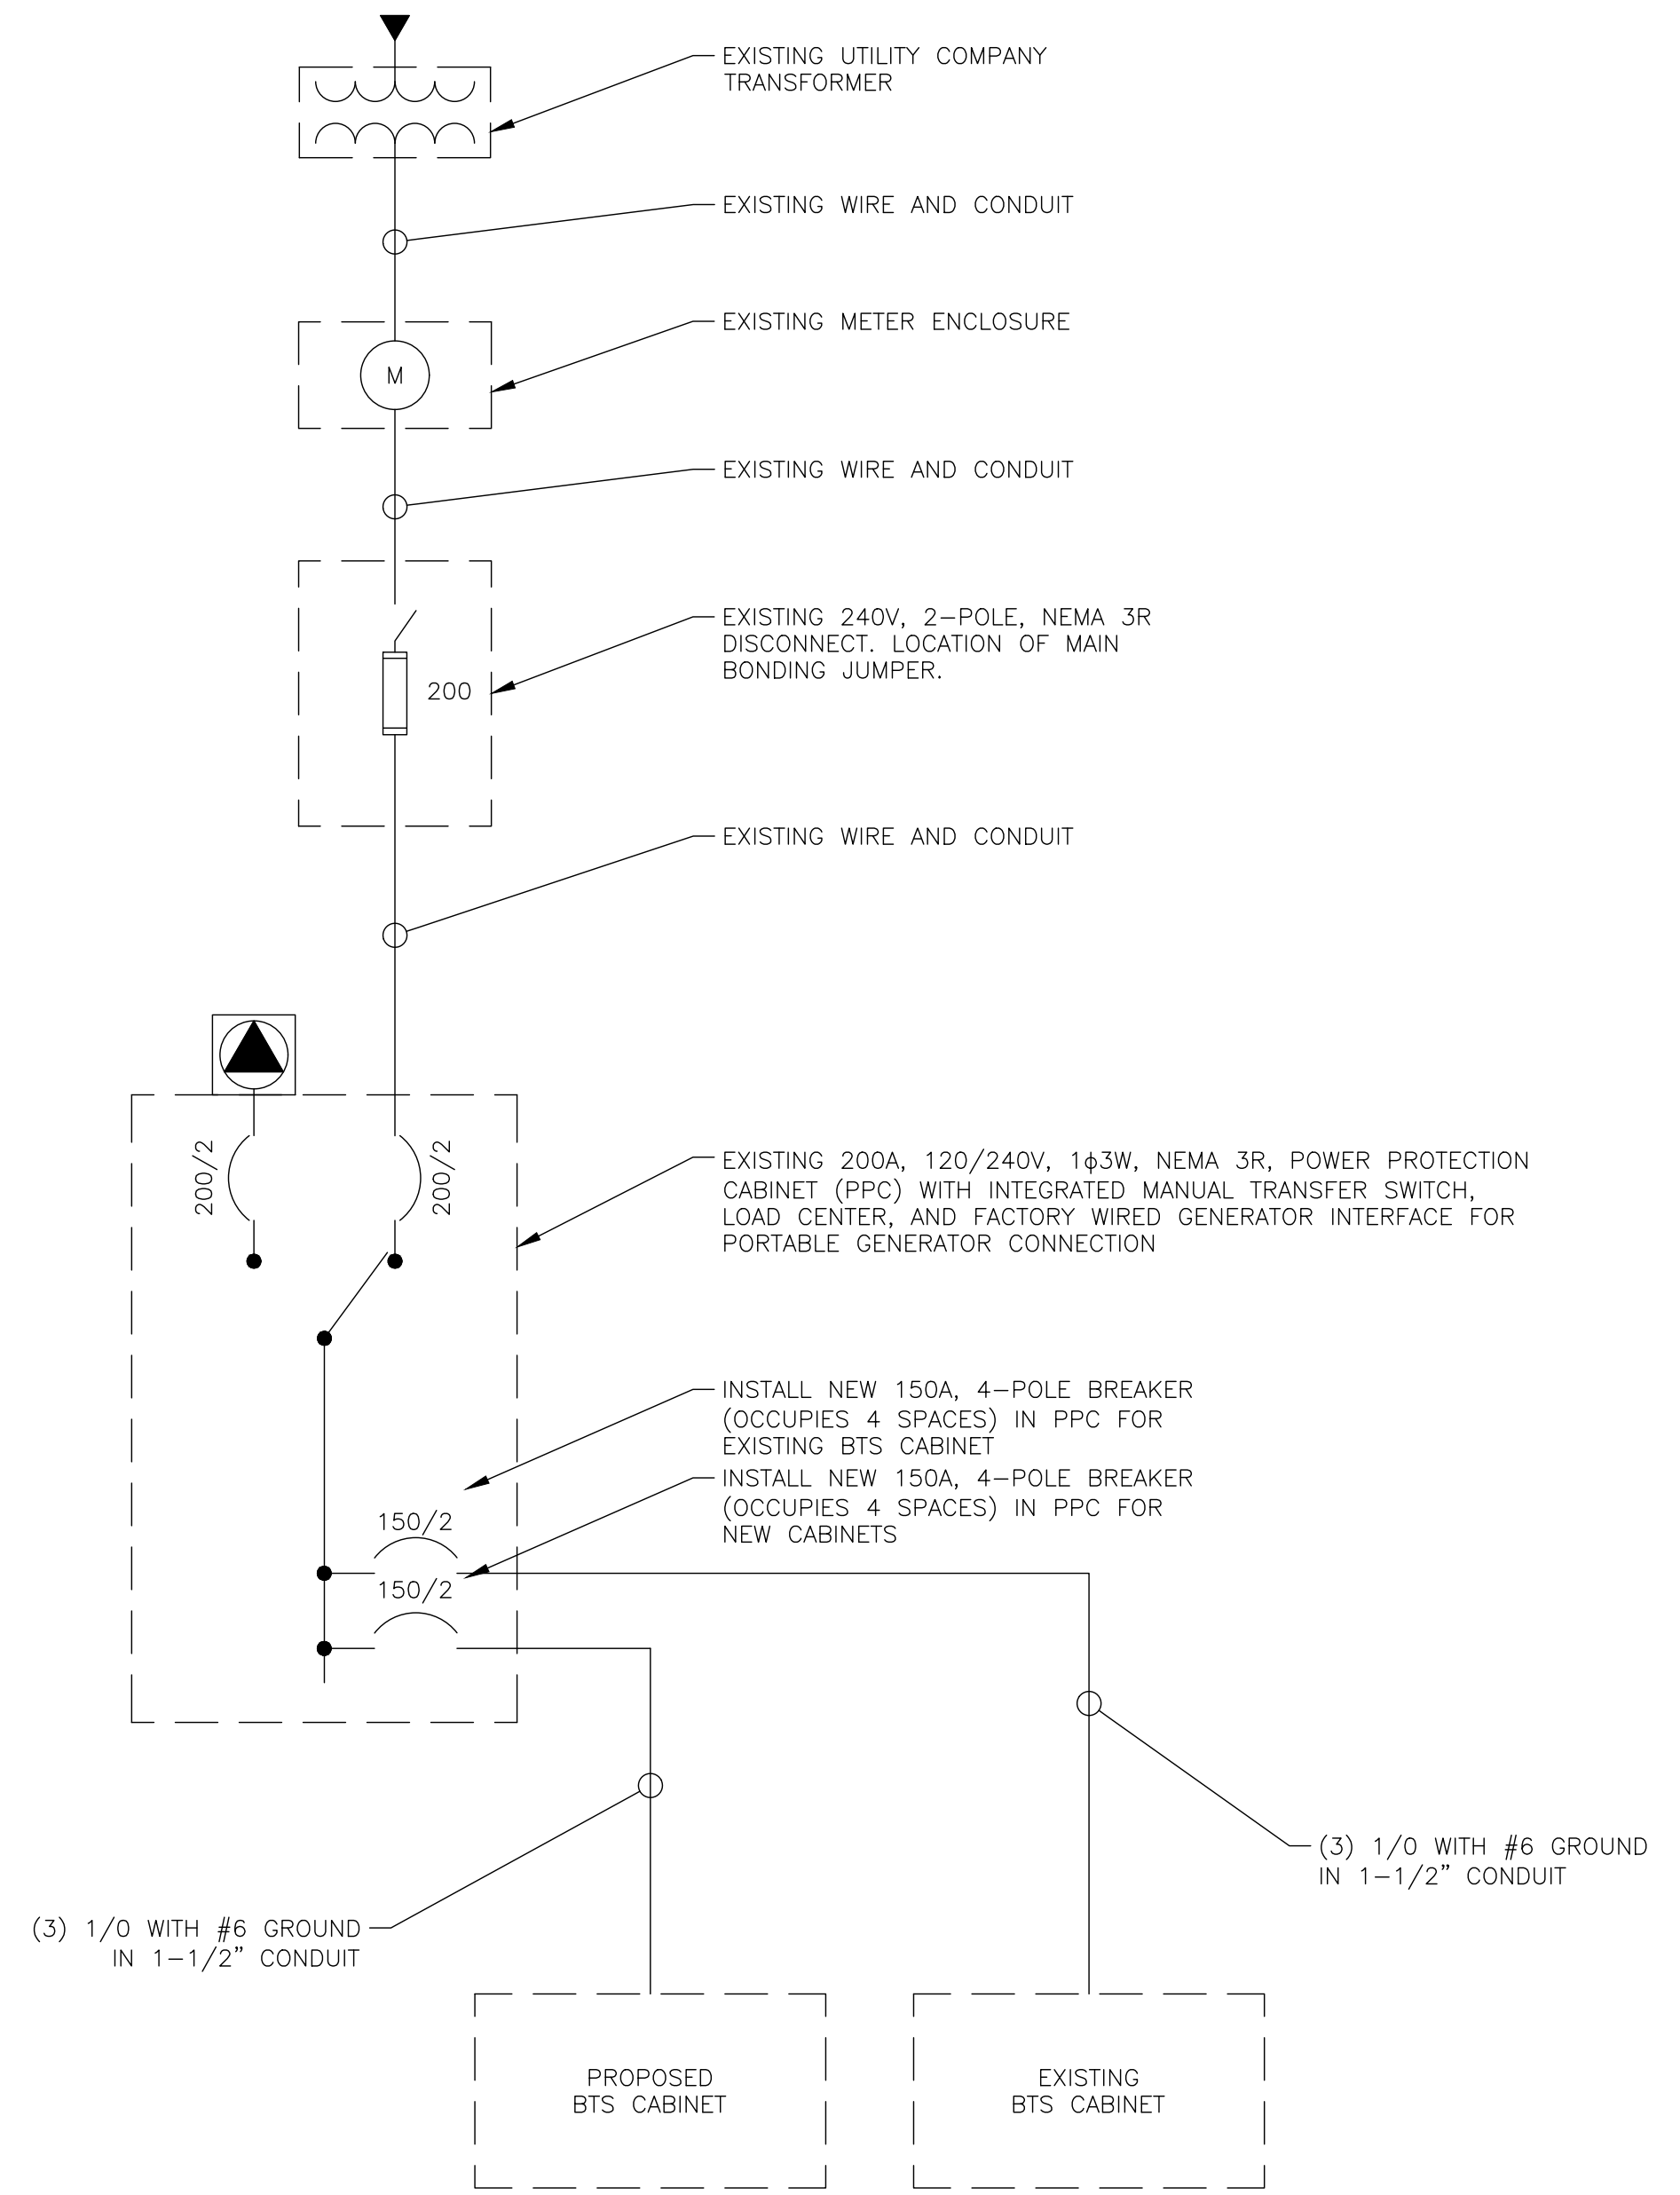 EXISTING UTILITY COMPANY
TRANSFORMER
EXISTING WIRE AND CONDUIT
EXISTING METER ENCLOSURE
M
EXISTING WIRE AND CONDUIT
EXISTING 240V, 2-POLE, NEMA 3R
DISCONNECT. LOCATION OF MAIN
BONDING JUMPER.
200
EXISTING WIRE AND CONDUIT
200/2
200/2
EXISTING 200A, 120/240V, 1ϕ3W, NEMA 3R, POWER PROTECTION
CABINET (PPC) WITH INTEGRATED MANUAL TRANSFER SWITCH,
LOAD CENTER, AND FACTORY WIRED GENERATOR INTERFACE FOR
PORTABLE GENERATOR CONNECTION
INSTALL NEW 150A, 4-POLE BREAKER
(OCCUPIES 4 SPACES) IN PPC FOR
EXISTING BTS CABINET
INSTALL NEW 150A, 4-POLE BREAKER
(OCCUPIES 4 SPACES) IN PPC FOR
NEW CABINETS
150/2
150/2
(3) 1/0 WITH #6 GROUND
IN 1-1/2" CONDUIT
(3) 1/0 WITH #6 GROUND
IN 1-1/2" CONDUIT
PROPOSED
BTS CABINET
EXISTING
BTS CABINET